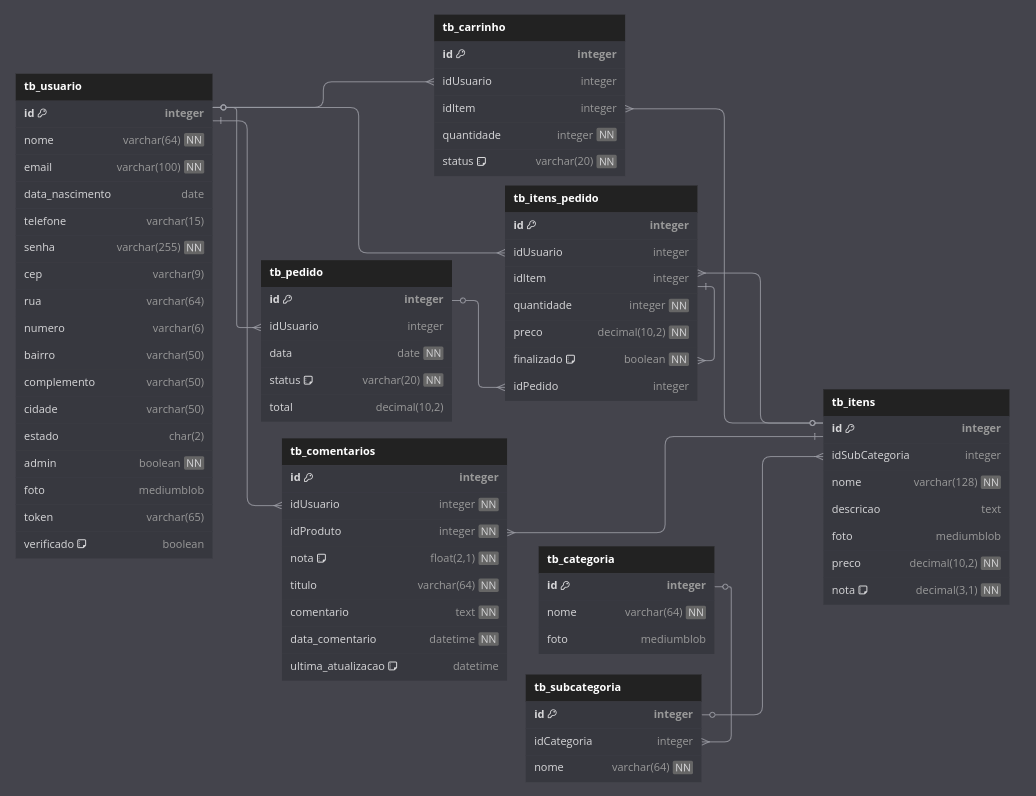 tb_usuario
id integer
nome varchar(64) NN
email varchar(100) NN
data_nascimento date
telefone varchar(15)
senha varchar(255) NN
cep varchar(9)
rua varchar(64)
numero varchar(6)
bairro varchar(50)
complemento varchar(50)
cidade varchar(50)
estado char(2)
admin boolean NN
foto mediumblob
token varchar(65)
verificado boolean
tb_carrinho
id integer
idUsuario integer
idItem integer
quantidade integer NN
status varchar(20) NN
tb_itens_pedido
id integer
idUsuario integer
idItem integer
quantidade integer NN
preco decimal(10,2) NN
finalizado boolean NN
idPedido integer
tb_pedido
id integer
idUsuario integer
data date NN
status varchar(20) NN
total decimal(10,2)
tb_comentarios
id integer
idUsuario integer NN
idProduto integer NN
nota float(2,1) NN
titulo varchar(64) NN
comentario text NN
data_comentario datetime NN
ultima_atualizacao datetime
tb_itens
id integer
idSubCategoria integer
nome varchar(128) NN
descricao text
foto mediumblob
preco decimal(10,2) NN
nota decimal(3,1) NN
tb_categoria
id integer
nome varchar(64) NN
foto mediumblob
tb_subcategoria
id integer
idCategoria integer
nome varchar(64) NN